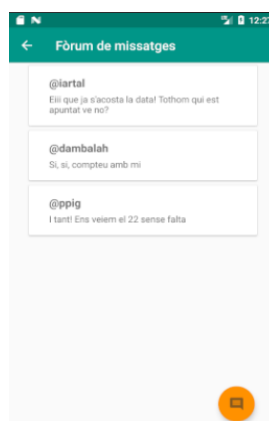 12:27
Fòrum de missatges
@iartal
Eiii que ja s'acosta la data! Tothom qui est
apuntat ve no?
@dambalah
Si, si, compteu amb mi
@ppig
I tant! Ens veiem el 22 sense falta